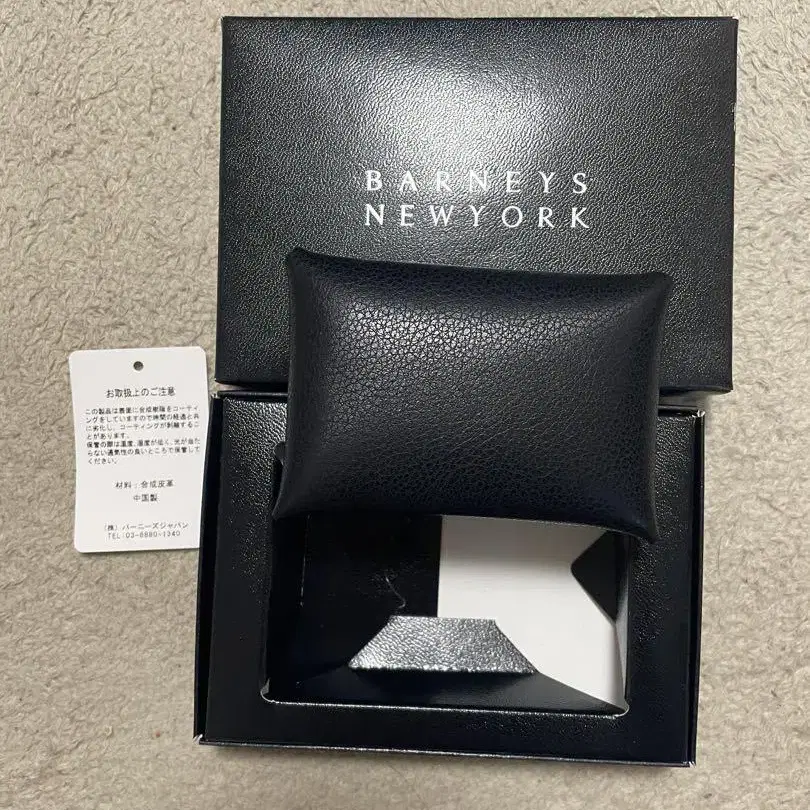 BARNEYS
NEWYORK
お取扱上のご注意
この製品は表面に合成樹脂をコーティ
ングをしていますので時間の経過と共
に劣化し、コーティングが剥離するこ
とがあります。
保管の際は温度、湿度が低く、光が当た
らない通気性の良いところで保管して
ください。
材料：合成皮革
中国製
（株）バーニーズジャパン
TEL:03-6880-1340